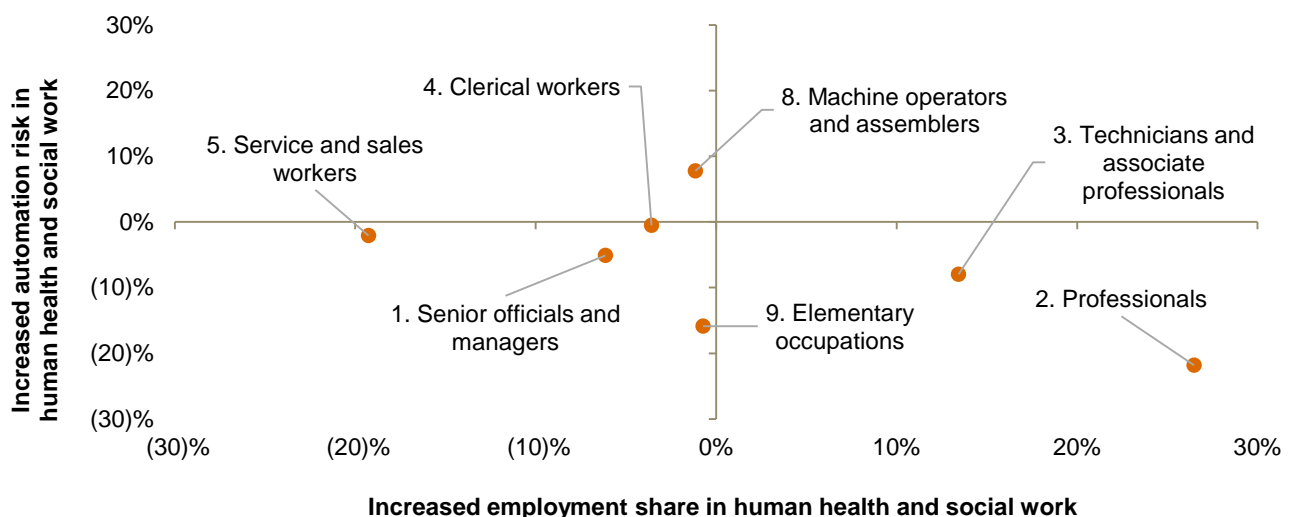 Increased automation risk in
human health and social work
30%
20%
10%
0%
(10)%
(20)%
(30)%
4. Clerical workers
8. Machine operators
and assemblers
5. Service and sales
workers
3. Technicians and
associate
professionals
1. Senior officials and
managers
9. Elementary
occupations
2. Professionals
(30)%
(20)%
(10)%
0%
10%
20%
30%
Increased employment share in human health and social work